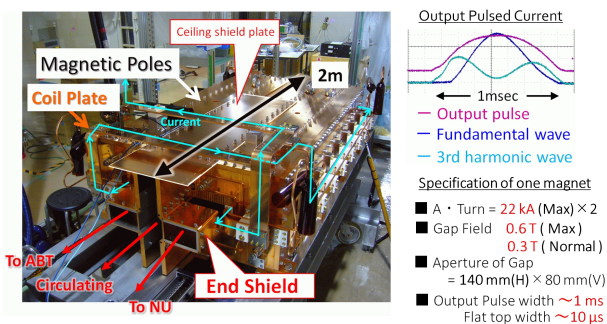 Ceiling shield plate
Magnetic Poles
2m
Coil Plate
Current
To ABT
Circulating
To NU
End Shield
Output Pulsed Current
1msec
Output pulse
Fundamental wave
3rd harmonic wave
Specification of one magnet
A・Turn = 22 kA (Max) × 2
Gap Field 0.6 T ( Max)
0.3 T ( Normal)
Aperture of Gap
= 140 mm(H) × 80 mm(V)
Output Pulse width ～1 ms
Flat top width ～10 μs